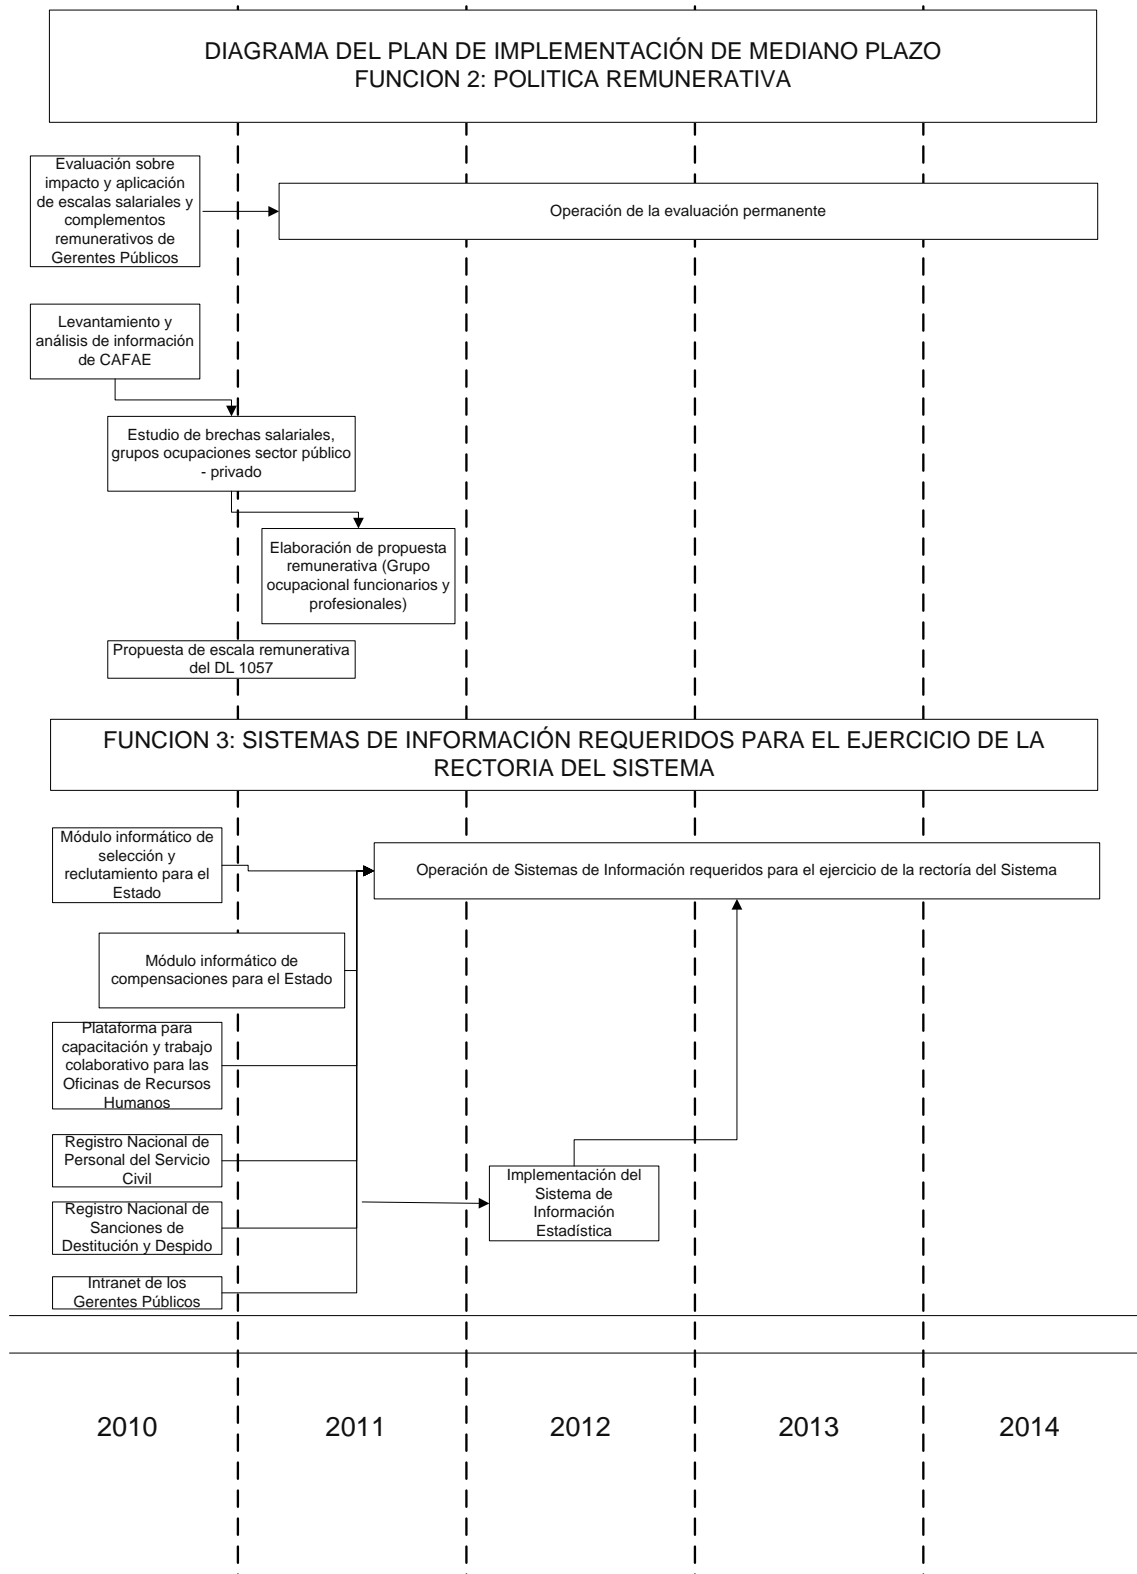 DIAGRAMA DEL PLAN DE IMPLEMENTACIÓN DE MEDIANO PLAZO
FUNCION 2: POLITICA REMUNERATIVA
Evaluación sobre
impacto y aplicación
de escalas salariales y
complementos
remunerativos de
Gerentes Públicos
Operación de la evaluación permanente
Levantamiento y
análisis de información
de CAFAE
Estudio de brechas salariales,
grupos ocupaciones sector público
- privado
Elaboración de propuesta
remunerativa (Grupo
ocupacional funcionarios y
profesionales)
Propuesta de escala remunerativa
del DL 1057
FUNCION 3: SISTEMAS DE INFORMACIÓN REQUERIDOS PARA EL EJERCICIO DE LA
RECTORIA DEL SISTEMA
Módulo informático de
selección y
reclutamiento para el
Estado
Operación de Sistemas de Información requeridos para el ejercicio de la rectoría del Sistema
Módulo informático de
compensaciones para el Estado
Plataforma para
capacitación y trabajo
colaborativo para las
Oficinas de Recursos
Humanos
Registro Nacional de
Personal del Servicio
Civil
Implementación del
Sistema de
Información
Estadística
Registro Nacional de
Sanciones de
Destitución y Despido
Intranet de los
Gerentes Públicos
2010
2011
2012
2013
2014